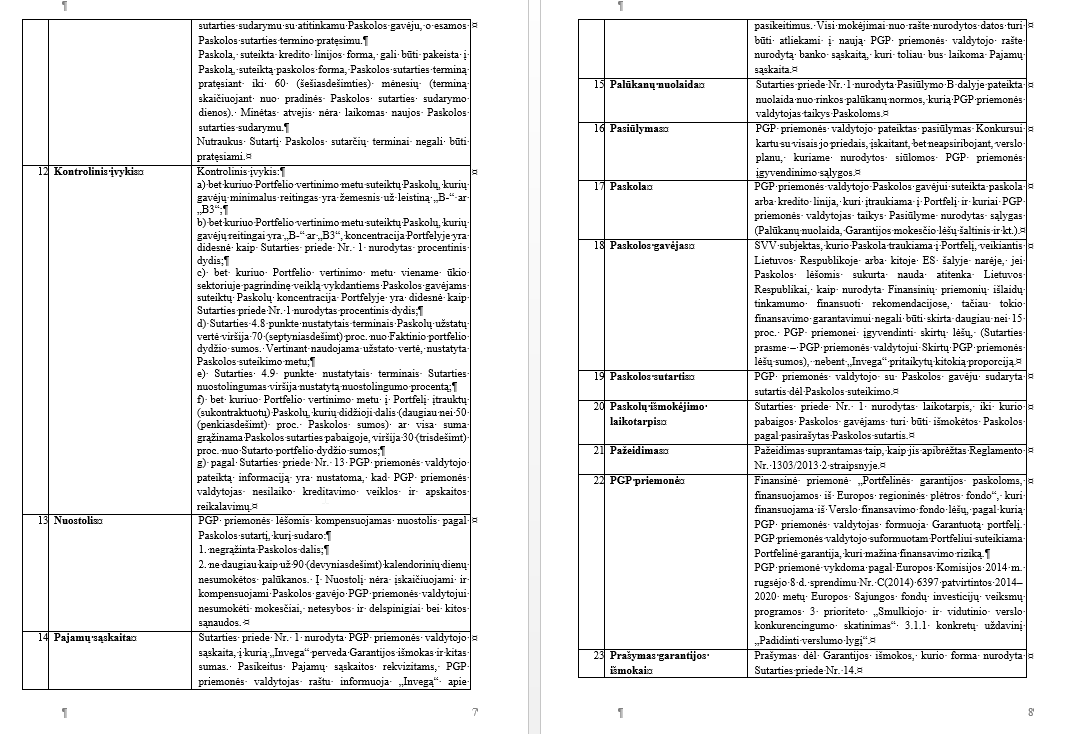 sutarties sudarymu su atitinkamu Paskolos gavėju, o esamos
Paskolos sutarties termino pratęsimu.¶
Paskola, suteikta kredito linijos forma, gali būti pakeista į
Paskolą, suteiktą paskolos forma, Paskolos sutarties terminą
pratęsiant iki 60 (šešiasdešimties) mėnesių (terminą
skaičiuojant nuo pradinės Paskolos sutarties sudarymo
dienos). Minėtas atvejis nėra laikomas naujos Paskolos
sutarties sudarymu.¶
Nutraukus Sutartį Paskolos sutarčių terminai negali būti
pratęsiami.¤
12 Kontrolinis įvykis¤
Kontrolinis įvykis:¶
a) bet kuriuo Portfelio vertinimo metu suteiktų Paskolų, kurių
gavėjų minimalus reitingas yra žemesnis už leistiną „B-“ ar
„B3“;¶
b) bet kuriuo Portfelio vertinimo metu suteiktų Paskolų, kurių
gavėjų reitingai yra „B-“ ar „B3“, koncentracija Portfelyje yra
didesnė kaip Sutarties priede Nr. 1 nurodytas procentinis
dydis;¶
c) bet kuriuo Portfelio vertinimo metu viename ūkio
sektoriuje pagrindinę veiklą vykdantiems Paskolos gavėjams
suteiktų Paskolų koncentracija Portfelyje yra didesnė kaip
Sutarties priede Nr. 1 nurodytas procentinis dydis;¶
d) Sutarties 4.8 punkte nustatytais terminais Paskolų užstatų
vertė viršija 70 (septyniasdešimt) proc. nuo Faktinio portfelio
dydžio sumos. Vertinant naudojama užstato vertė, nustatyta
Paskolos suteikimo metu;¶
e) Sutarties 4.9 punkte nustatytais terminais Sutarties
nuostolingumas viršija nustatytą nuostolingumo procentą;¶
f) bet kuriuo Portfelio vertinimo metu į Portfelį įtrauktų
(sukontraktuotų) Paskolų, kurių didžioji dalis (daugiau nei 50
(penkiasdešimt) proc. Paskolos sumos) ar visa suma
grąžinama Paskolos sutarties pabaigoje, viršija 30 (trisdešimt)
proc. nuo Sutarto portfelio dydžio sumos;¶
g) pagal Sutarties priede Nr. 13 PGP priemonės valdytojo
pateiktą informaciją yra nustatoma, kad PGP priemonės
valdytojas nesilaiko kreditavimo veiklos ir apskaitos
reikalavimų.¤
13 Nuostolis¤
PGP priemonės lėšomis kompensuojamas nuostolis pagal
Paskolos sutartį, kurį sudaro:¶
1. negrąžinta Paskolos dalis;¶
2. ne daugiau kaip už 90 (devyniasdešimt) kalendorinių dienų
nesumokėtos palūkanos. Į Nuostolį nėra įskaičiuojami ir
kompensuojami Paskolos gavėjo PGP priemonės valdytojui
nesumokėti mokesčiai, netesybos ir delspinigiai bei kitos
sąnaudos.¤
14 Pajamų sąskaita¤
Sutarties priede Nr. 1 nurodyta PGP priemonės valdytojo
sąskaita, į kurią „Invega“ perveda Garantijos išmokas ir kitas
sumas. Pasikeitus Pajamų sąskaitos rekvizitams, PGP
priemonės valdytojas raštu informuoja „Invegą“ apie
¶ 7
¶
pasikeitimus. Visi mokėjimai nuo rašte nurodytos datos turi
būti atliekami į naują PGP priemonės valdytojo rašte
nurodytą banko sąskaitą, kuri toliau bus laikoma Pajamų
sąskaita.¤
15 Palūkanų nuolaida¤
Sutarties priede Nr. 1 nurodyta Pasiūlymo B dalyje pateikta
nuolaida nuo rinkos palūkanų normos, kurią PGP priemonės
valdytojas taikys Paskoloms.¤
16 Pasiūlymas¤
PGP priemonės valdytojo pateiktas pasiūlymas Konkursui
kartu su visais jo priedais, įskaitant, bet neapsiribojant, verslo
planu, kuriame nurodytos siūlomos PGP priemonės
įgyvendinimo sąlygos.¤
17 Paskola¤
PGP priemonės valdytojo Paskolos gavėjui suteikta paskola
arba kredito linija, kuri įtraukiama į Portfelį ir kuriai PGP
priemonės valdytojas taikys Pasiūlyme nurodytas sąlygas
(Palūkanų nuolaida, Garantijos mokesčio lėšų šaltinis ir kt.).¤
18 Paskolos gavėjas¤
SVV subjektas, kurio Paskola traukiama į Portfelį, veikiantis
Lietuvos Respublikoje arba kitoje ES šalyje narėje, jei
Paskolos lėšomis sukurta nauda atitenka Lietuvos
Respublikai, kaip nurodyta Finansinių priemonių išlaidų
tinkamumo finansuoti rekomendacijose, tačiau tokio
finansavimo garantavimui negali būti skirta daugiau nei 15
proc. PGP priemonei įgyvendinti skirtų lėšų, (Sutarties
prasme – PGP priemonės valdytojui Skirtų PGP priemonės
lėšų sumos), nebent „Invega“ pritaikytų kitokią proporciją.¤
19 Paskolos sutartis¤
PGP priemonės valdytojo su Paskolos gavėju sudaryta
sutartis dėl Paskolos suteikimo.¤
20 Paskolų išmokėjimo
laikotarpis¤
Sutarties priede Nr. 1 nurodytas laikotarpis, iki kurio
pabaigos Paskolos gavėjams turi būti išmokėtos Paskolos
pagal pasirašytas Paskolos sutartis.¤
21 Pažeidimas¤
Pažeidimas suprantamas taip, kaip jis apibrėžtas Reglamento
Nr. 1303/2013 2 straipsnyje.¤
22 PGP priemonė¤
Finansinė priemonė „Portfelinės garantijos paskoloms,
finansuojamos iš Europos regioninės plėtros fondo“, kuri
finansuojama iš Verslo finansavimo fondo lėšų, pagal kurią
PGP priemonės valdytojas formuoja Garantuotą portfelį.
PGP priemonės valdytojo suformuotam Portfeliui suteikiama
Portfelinė garantija, kuri mažina finansavimo riziką.¶
PGP priemonė vykdoma pagal Europos Komisijos 2014 m.
rugsėjo 8 d. sprendimu Nr. C(2014) 6397 patvirtintos 2014–
2020 metų Europos Sąjungos fondų investicijų veiksmų
programos 3 prioriteto „Smulkiojo ir vidutinio verslo
konkurencingumo skatinimas“ 3.1.1 konkretų uždavinį
„Padidinti verslumo lygį“.¤
23 Prašymas garantijos
išmokai¤
Prašymas dėl Garantijos išmokos, kurio forma nurodyta
Sutarties priede Nr. 14.¤
¶ 8